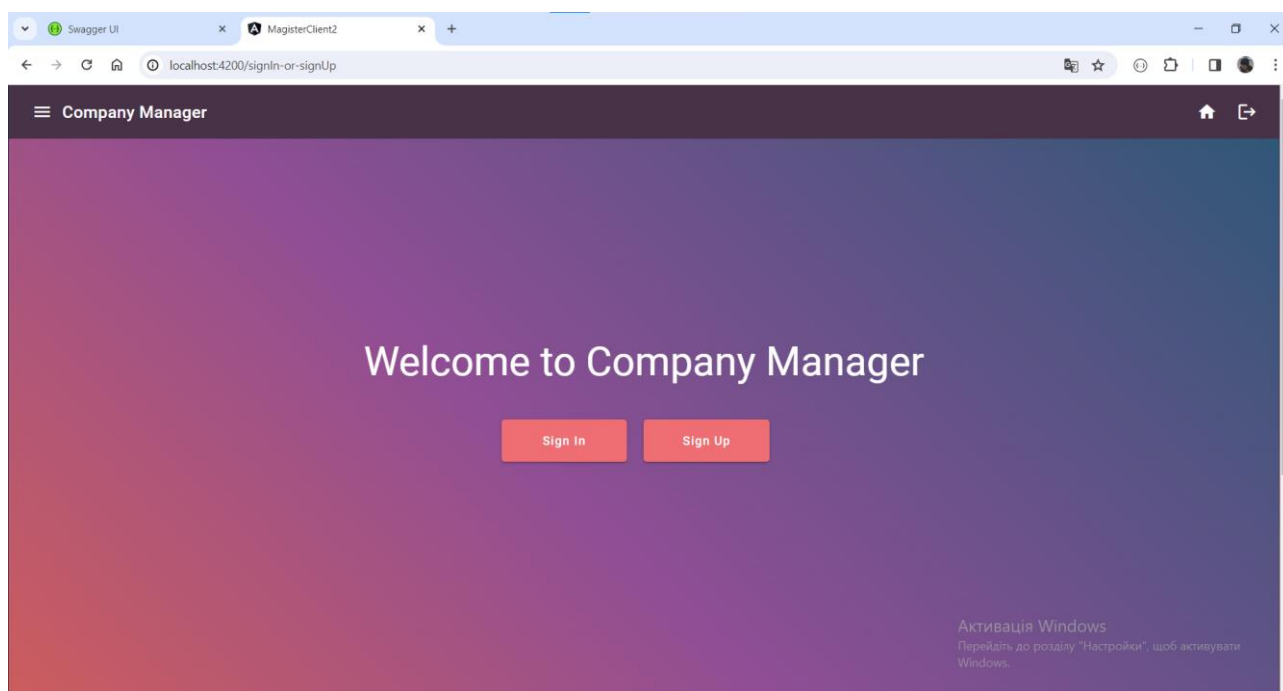 Swagger UI
MagisterClient2
localhost:4200/signIn-or-signUp
Company Manager
Welcome to Company Manager
Sign In
Sign Up
Активація Windows
Перейдіть до розділу "Настройки", щоб активувати
Windows.